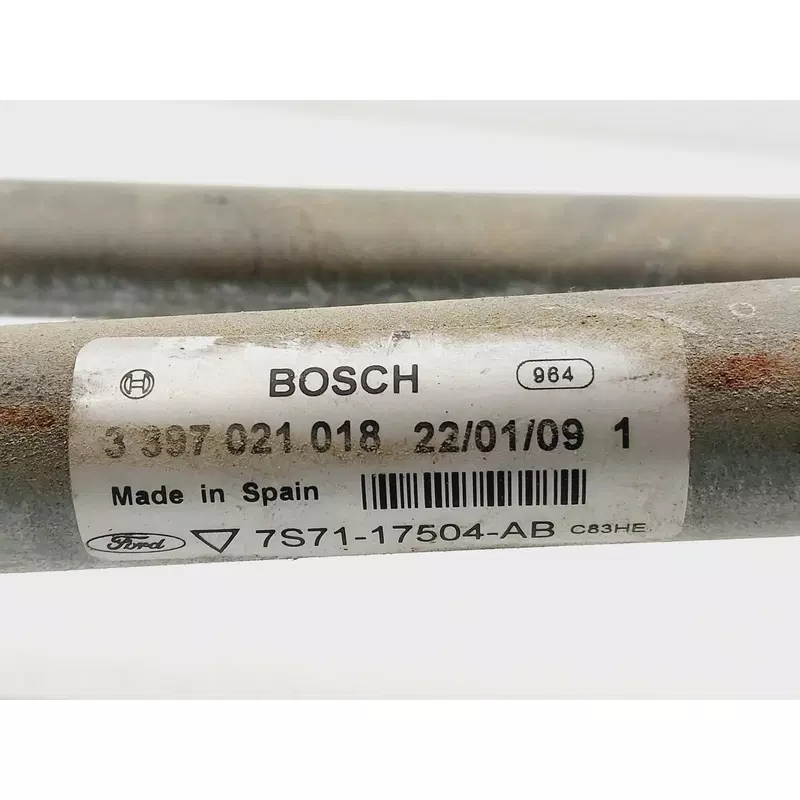 BOSCH 964
3 397 021 018 22/01/09 1
Made in Spain
Ford 7S71-17504-AB C83HE